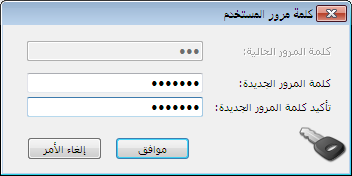 كلمة مرور المستخدم
كلمة المرور الحالية:
كلمة المرور الجديدة:
تأكيد كلمة المرور الجديدة:
موافق
إلغاء الأمر